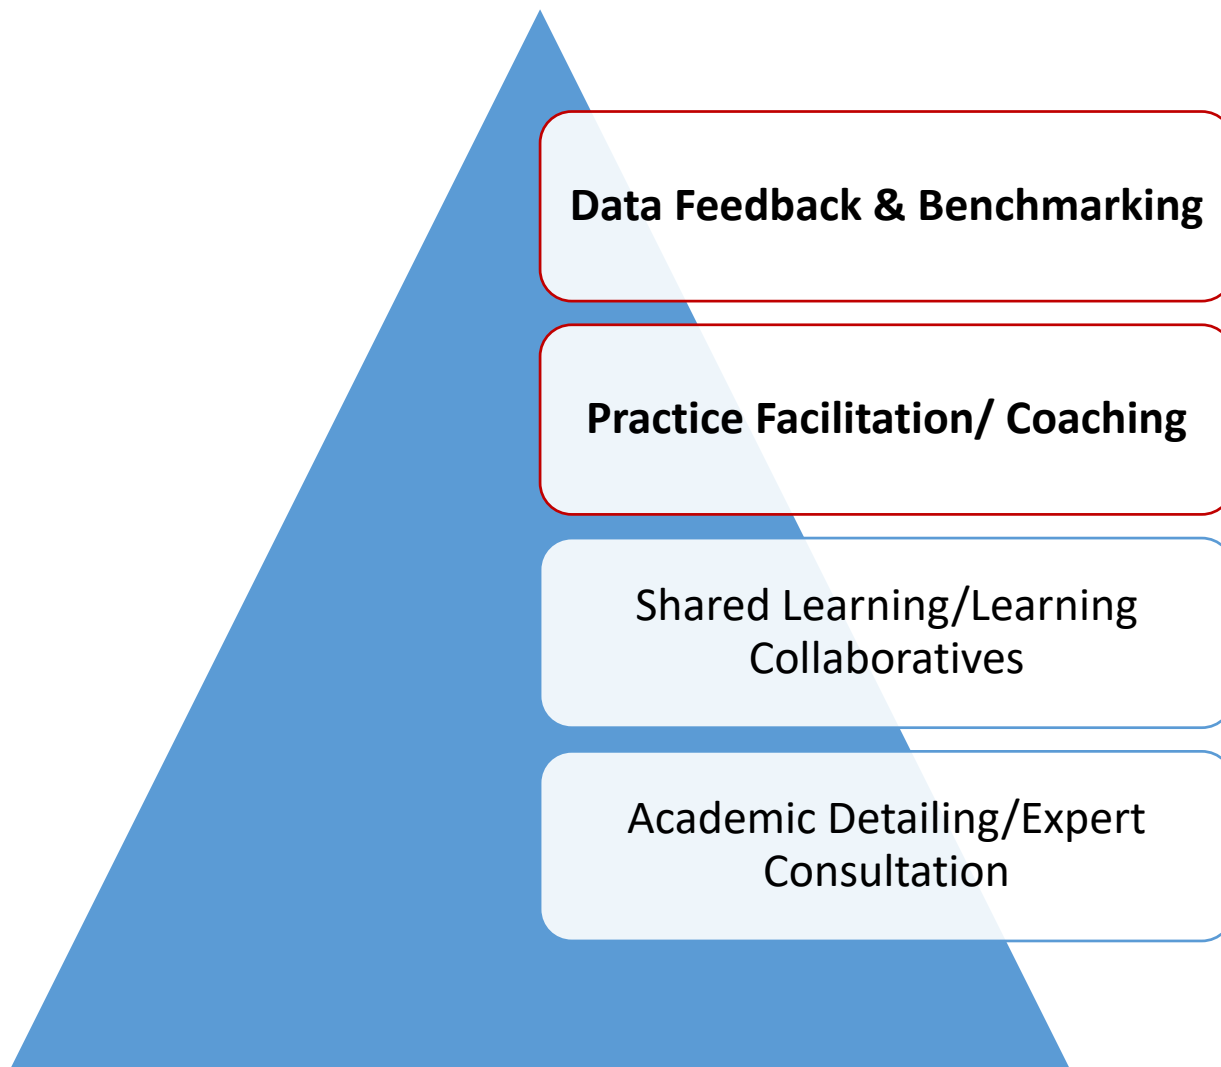 Data Feedback & Benchmarking
Practice Facilitation/ Coaching
Shared Learning/Learning
Collaboratives
Academic Detailing/Expert
Consultation